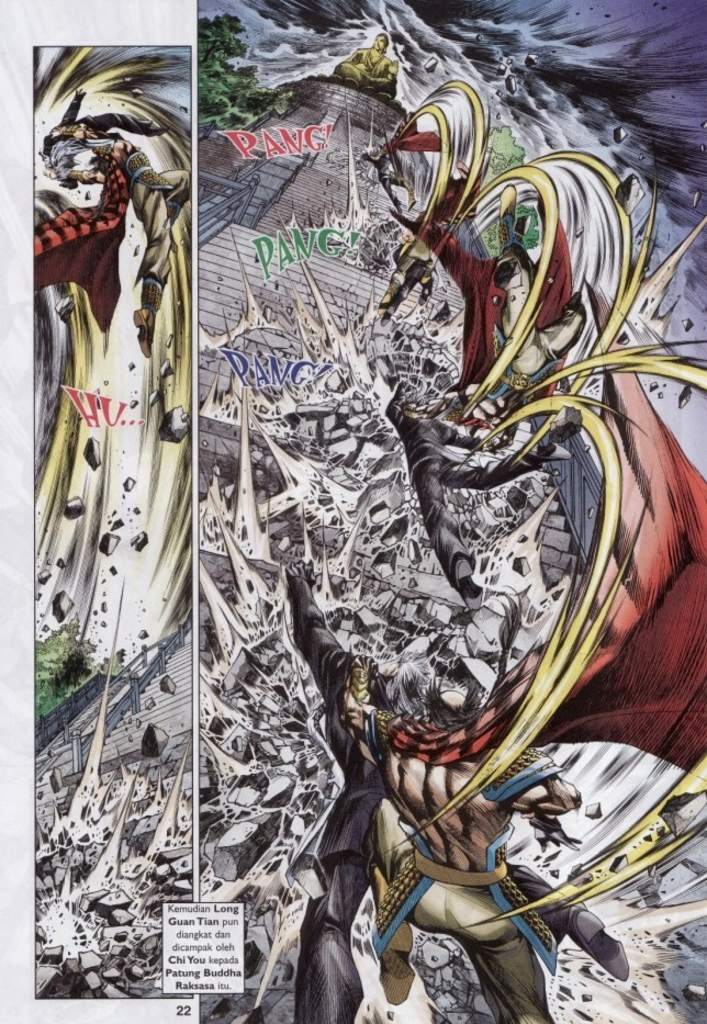 PANG!
PANG!
PANG!
HU...
Kemudian Long
Guan Tian pun
diangkat dan
dicampak oleh
Chi You kepada
Patung Buddha
Raksasa itu.
22